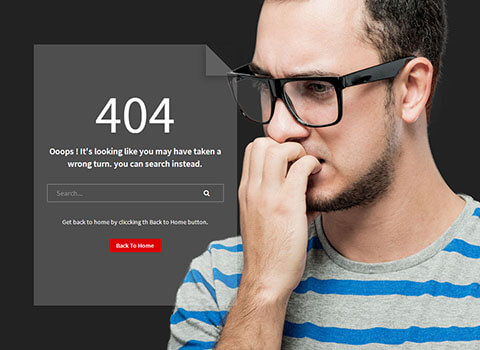 404
Ooops ! It's looking like you may have taken a
wrong turn. you can search instead.
Search...
Get back to home by cliccking th Back to Home button.
Back To Home